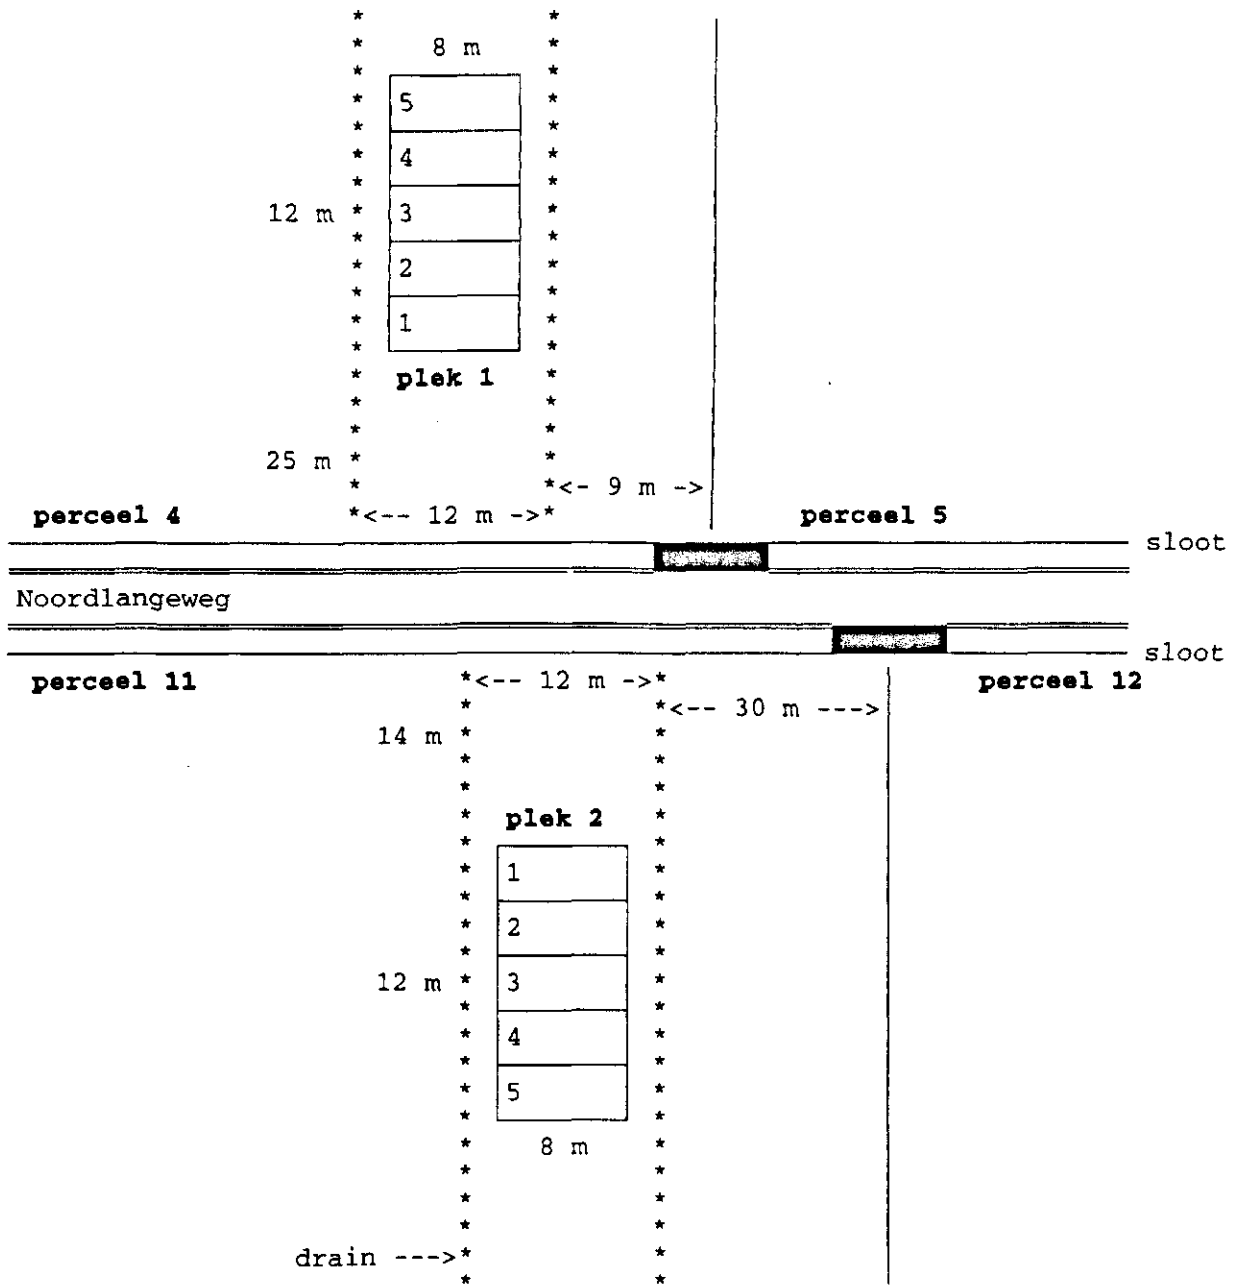 8 m
5
4
12 m 3
2
1
plek 1
25 m
<- 9 m ->
perceel 4 <-- 12 m -> perceel 5
sloot
Noordlangeweg
sloot
perceel 11 <-- 12 m -> perceel 12
<-- 30 m --->
14 m
plek 2
1
2
12 m 3
4
5
8 m
drain --->